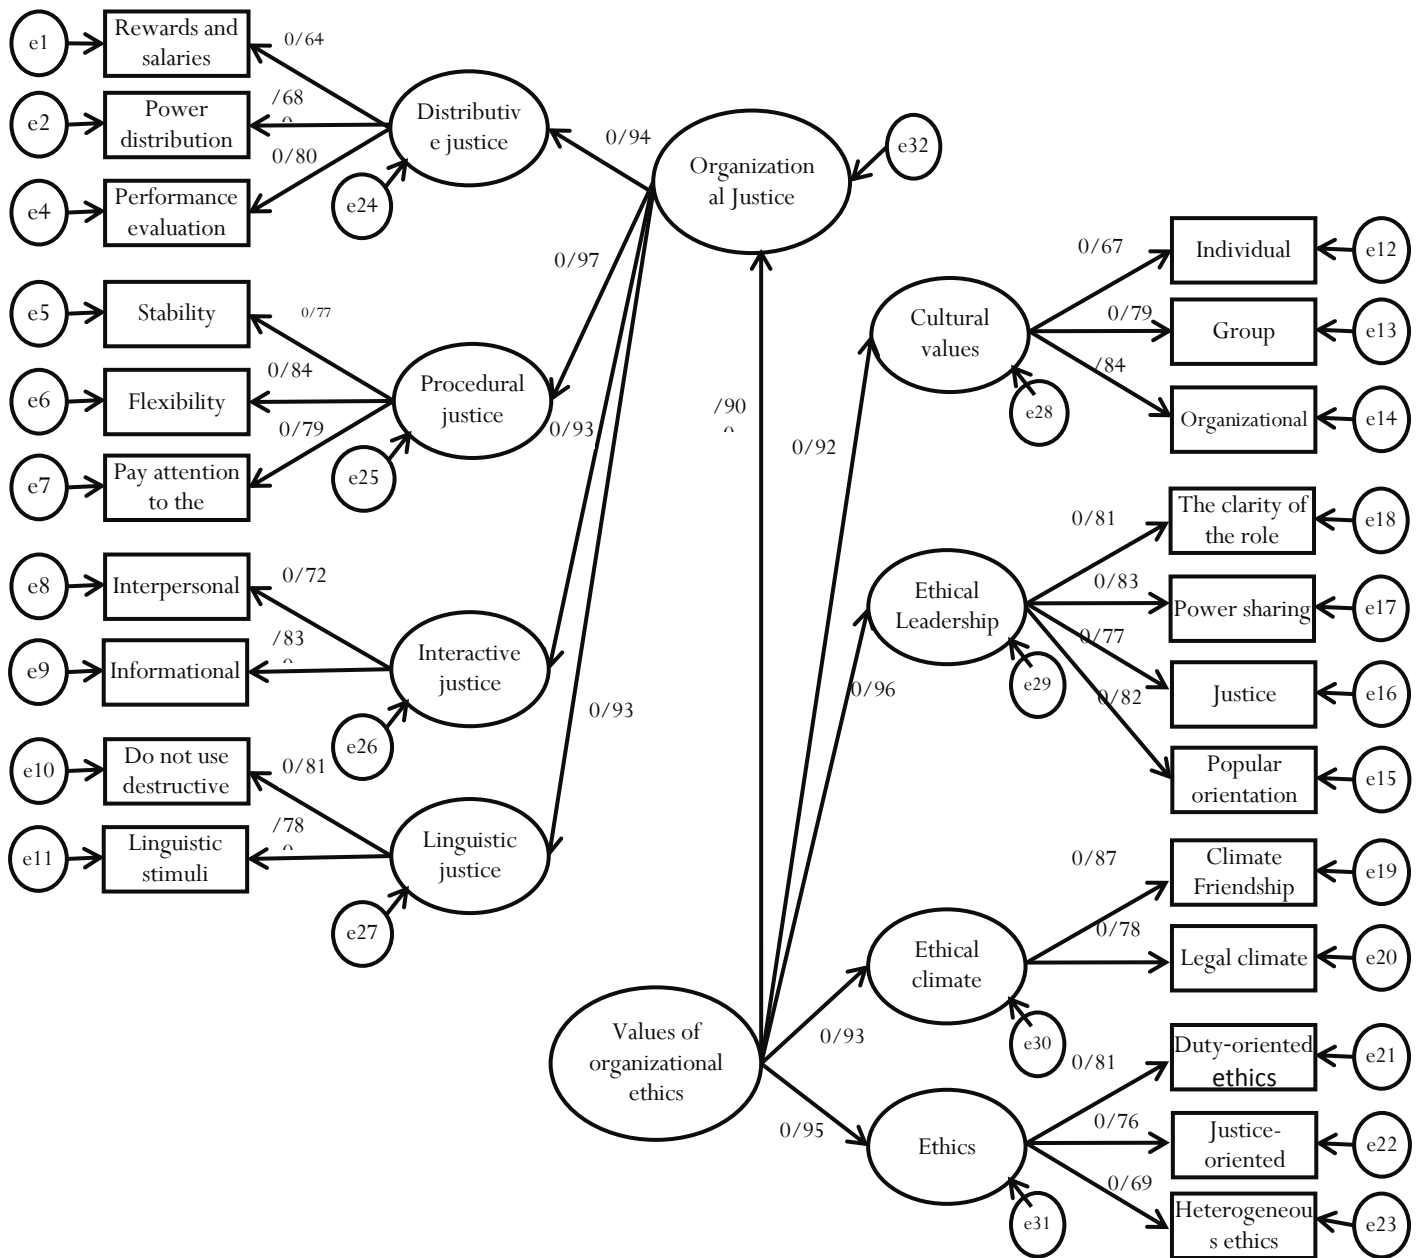 e1
Rewards and
salaries
0/64
e2
Power
distribution
/68
0/80
e4
Performance
evaluation
Distributiv
e justice
e24
0/94
Organization
al Justice
e32
e5
Stability
0/77
e6
Flexibility
0/84
0/79
e7
Pay attention
to the
Procedural
justice
e25
0/97
0/93
e8
Interpersonal
0/72
e9
Informational
/83
Interactive
justice
e26
0/93
e10
Do not use
destructive
0/81
e11
Linguistic
stimuli
/78
Linguistic
justice
e27
/90
0/92
0/96
Values of
organizational
ethics
0/93
0/95
Cultural
values
e28
0/67
Individual
e12
0/79
Group
e13
/84
Organizational
e14
Ethical
Leadership
e29
0/81
The clarity of
the role
e18
0/83
Power sharing
e17
0/77
Justice
e16
0/82
Popular
orientation
e15
Ethical
climate
e30
0/87
Climate
Friendship
e19
0/78
Legal climate
e20
Ethics
e31
0/81
Duty-oriented
ethics
e21
0/76
Justice-
oriented
e22
0/69
Heterogeneou
s ethics
e23